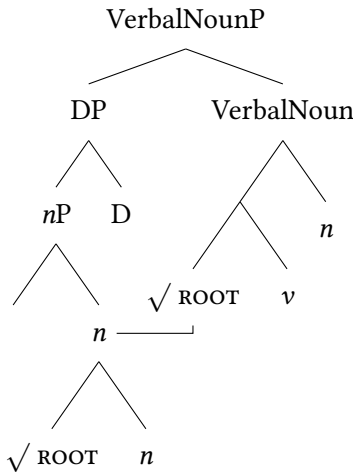 VerbalNounP
DP VerbalNoun
nP D n
√ ROOT v
n
√ ROOT n